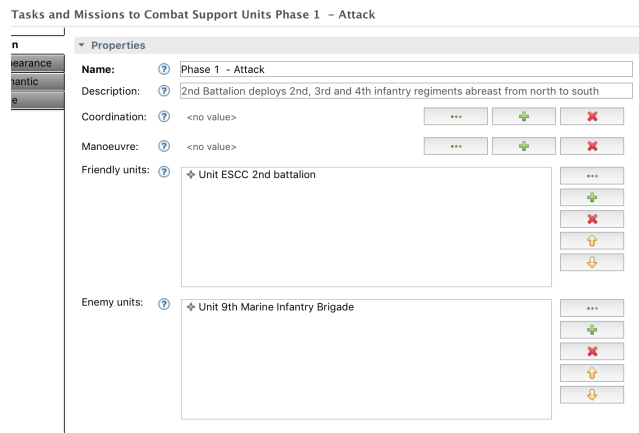 Tasks and Missions to Combat Support Units Phase 1 – Attack
n
Properties
earance
Name: Phase 1 - Attack
antic
Description: 2nd Battalion deploys 2nd, 3rd and 4th infantry regiments abreast from north to south
e
Coordination: <no value>
Manoeuvre: <no value>
Friendly units: Unit ESCC 2nd battalion
Enemy units: Unit 9th Marine Infantry Brigade